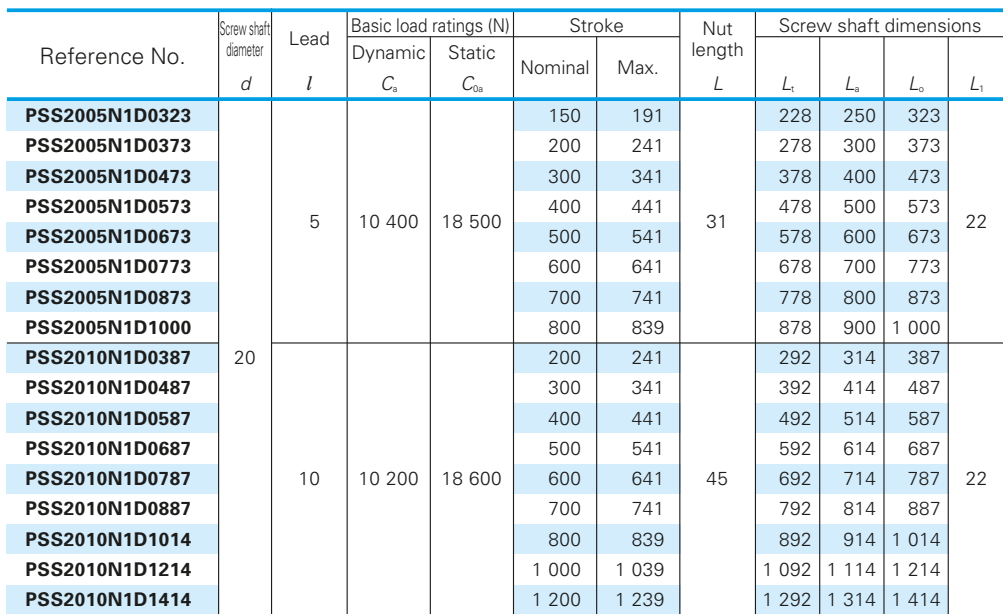 Screw shaft diameter d
Reference No.
Lead l
Basic load ratings (N)
Dynamic Ca
Static C0a
Stroke
Nominal
Max.
Nut length L
Screw shaft dimensions
Lt La Lo L1
PSS2005N1D0323 150 191 228 250 323
PSS2005N1D0373 200 241 278 300 373
PSS2005N1D0473 300 341 378 400 473
PSS2005N1D0573 400 441 478 500 573
5 10 400 18 500 31 22
PSS2005N1D0673 500 541 578 600 673
PSS2005N1D0773 600 641 678 700 773
PSS2005N1D0873 700 741 778 800 873
PSS2005N1D1000 800 839 878 900 1 000
PSS2010N1D0387 20 200 241 292 314 387
PSS2010N1D0487 300 341 392 414 487
PSS2010N1D0587 400 441 492 514 587
PSS2010N1D0687 500 541 592 614 687
PSS2010N1D0787 10 10 200 18 600 600 641 45 692 714 787 22
PSS2010N1D0887 700 741 792 814 887
PSS2010N1D1014 800 839 892 914 1 014
PSS2010N1D1214 1 000 1 039 1 092 1 114 1 214
PSS2010N1D1414 1 200 1 239 1 292 1 314 1 414